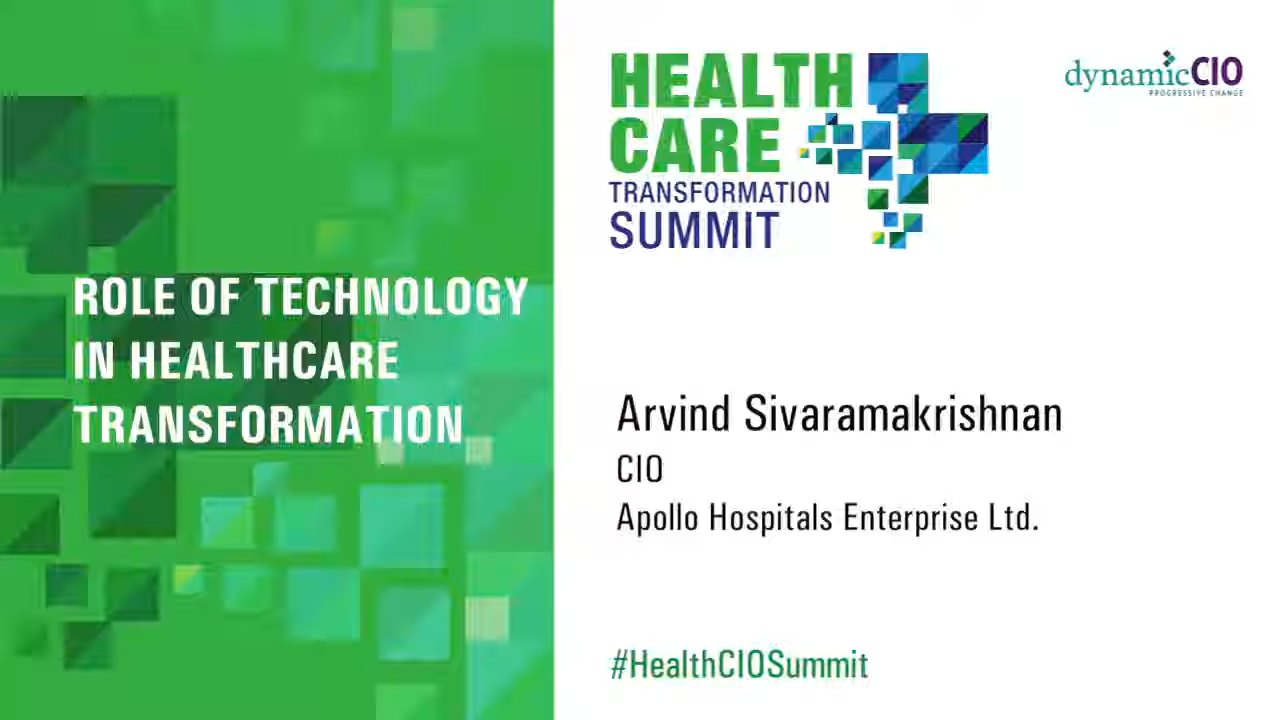 ROLE OF TECHNOLOGY
IN HEALTHCARE
TRANSFORMATION
HEALTH
CARE
TRANSFORMATION
SUMMIT
dynamicCIO
PROGRESSIVE CHANGE
Arvind Sivaramakrishnan
CIO
Apollo Hospitals Enterprise Ltd.
#HealthCIOSummit